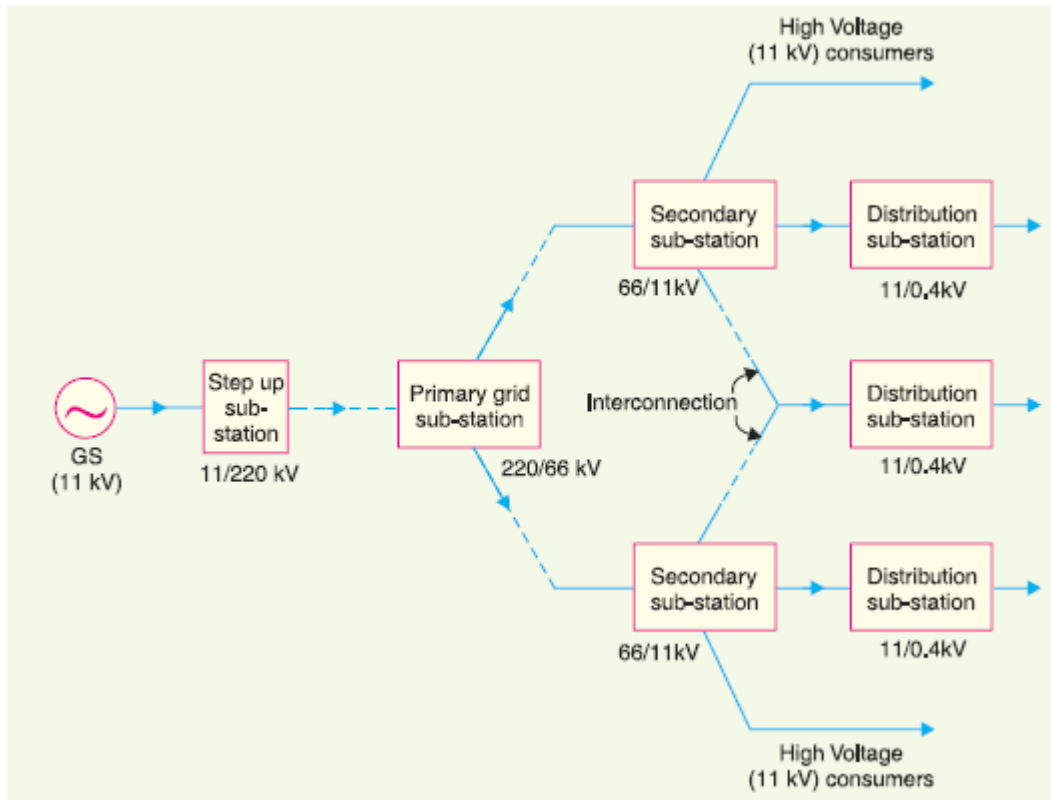 High Voltage
(11 kV) consumers
Secondary
sub-station
66/11kV
Distribution
sub-station
11/0.4kV
Step up
sub-
station
11/220 kV
GS
(11 kV)
Primary grid
sub-station
220/66 kV
Interconnection
Distribution
sub-station
11/0.4kV
Secondary
sub-station
66/11kV
Distribution
sub-station
11/0.4kV
High Voltage
(11 kV) consumers